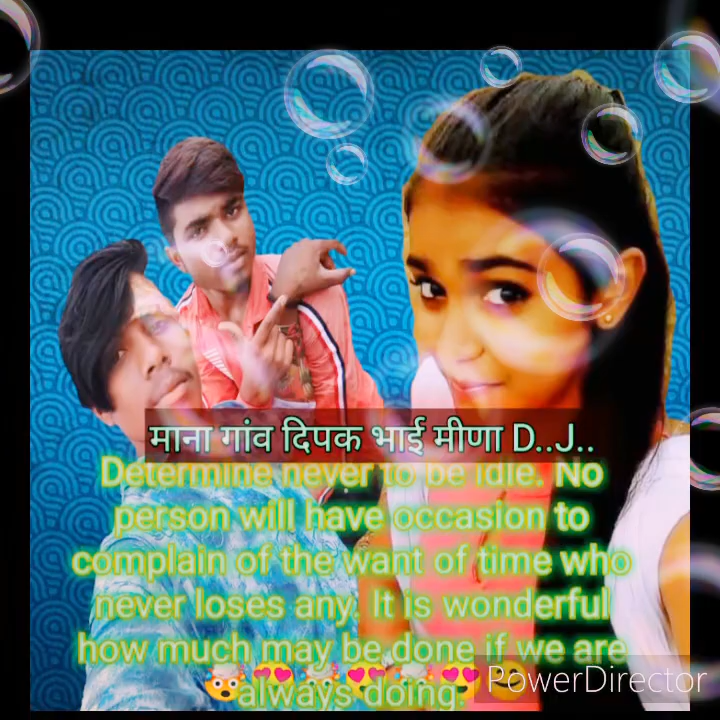 माना गांव दिपक भाई मीणा D..J..
Determine never to be idle. No
person will have occasion to
complain of the want of time who
never loses any. It is wonderful
how much may be done if we are
always doing.
PowerDirector